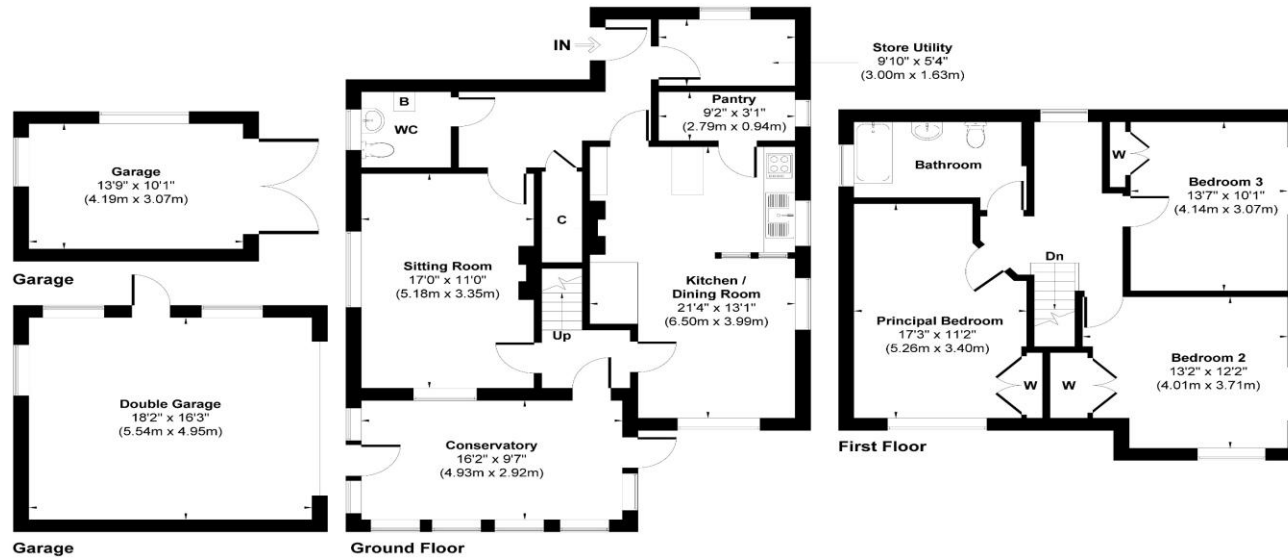 IN
Store Utility
9'10" x 5'4"
(3.00m x 1.63m)
B
WC
Pantry
9'2" x 3'1"
(2.79m x 0.94m)
Garage
13'9" x 10'1"
(4.19m x 3.07m)
Garage
C
Sitting Room
17'0" x 11'0"
(5.18m x 3.35m)
Kitchen /
Dining Room
21'4" x 13'1"
(6.50m x 3.99m)
Up
Double Garage
18'2" x 16'3"
(5.54m x 4.95m)
Garage
Conservatory
16'2" x 9'7"
(4.93m x 2.92m)
Ground Floor
Bathroom
W
Bedroom 3
13'7" x 10'1"
(4.14m x 3.07m)
Dn
Principal Bedroom
17'3" x 11'2"
(5.26m x 3.40m)
W
W
Bedroom 2
13'2" x 12'2"
(4.01m x 3.71m)
First Floor